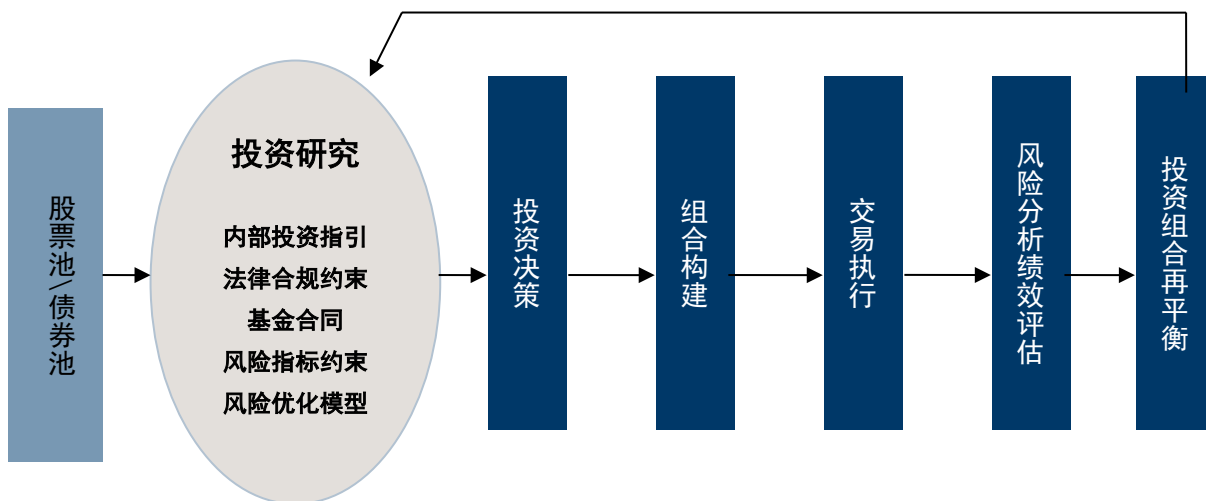 股票池/债券池
投资研究
内部投资指引
法律合规约束
基金合同
风险指标约束
风险优化模型
投资决策
组合构建
交易执行
风险分析绩效评估
投资组合再平衡